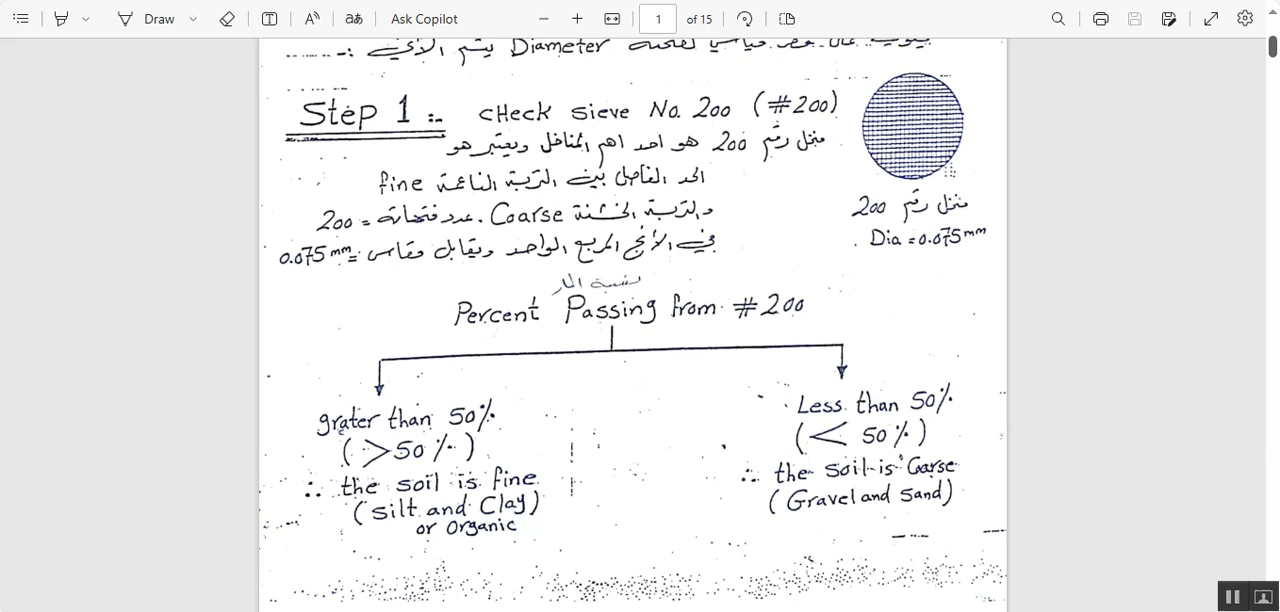 Draw
Ask Copilot
1 of 15
Diameter يتم الآتي :-
Step 1 :- CHeck Sieve No. 200 (#200)
منخل رقم 200 هو احد اهم المناخل ويعتبر هو
الحد الفاصل بين التربة الناعمة fine
والتربة الخشنة Coarse . عدد فتحاته = 200
في الأنج المربع الواحد ويقابل مقاس = 0.075 mm
منخل رقم 200
Dia = 0.075 mm
نسبة المار
Percent Passing from #200
grater than 50%
(> 50%)
∴ the soil is fine
(silt and Clay)
or organic
Less than 50%
(< 50%)
∴ the soil is Carse
(Gravel and Sand)